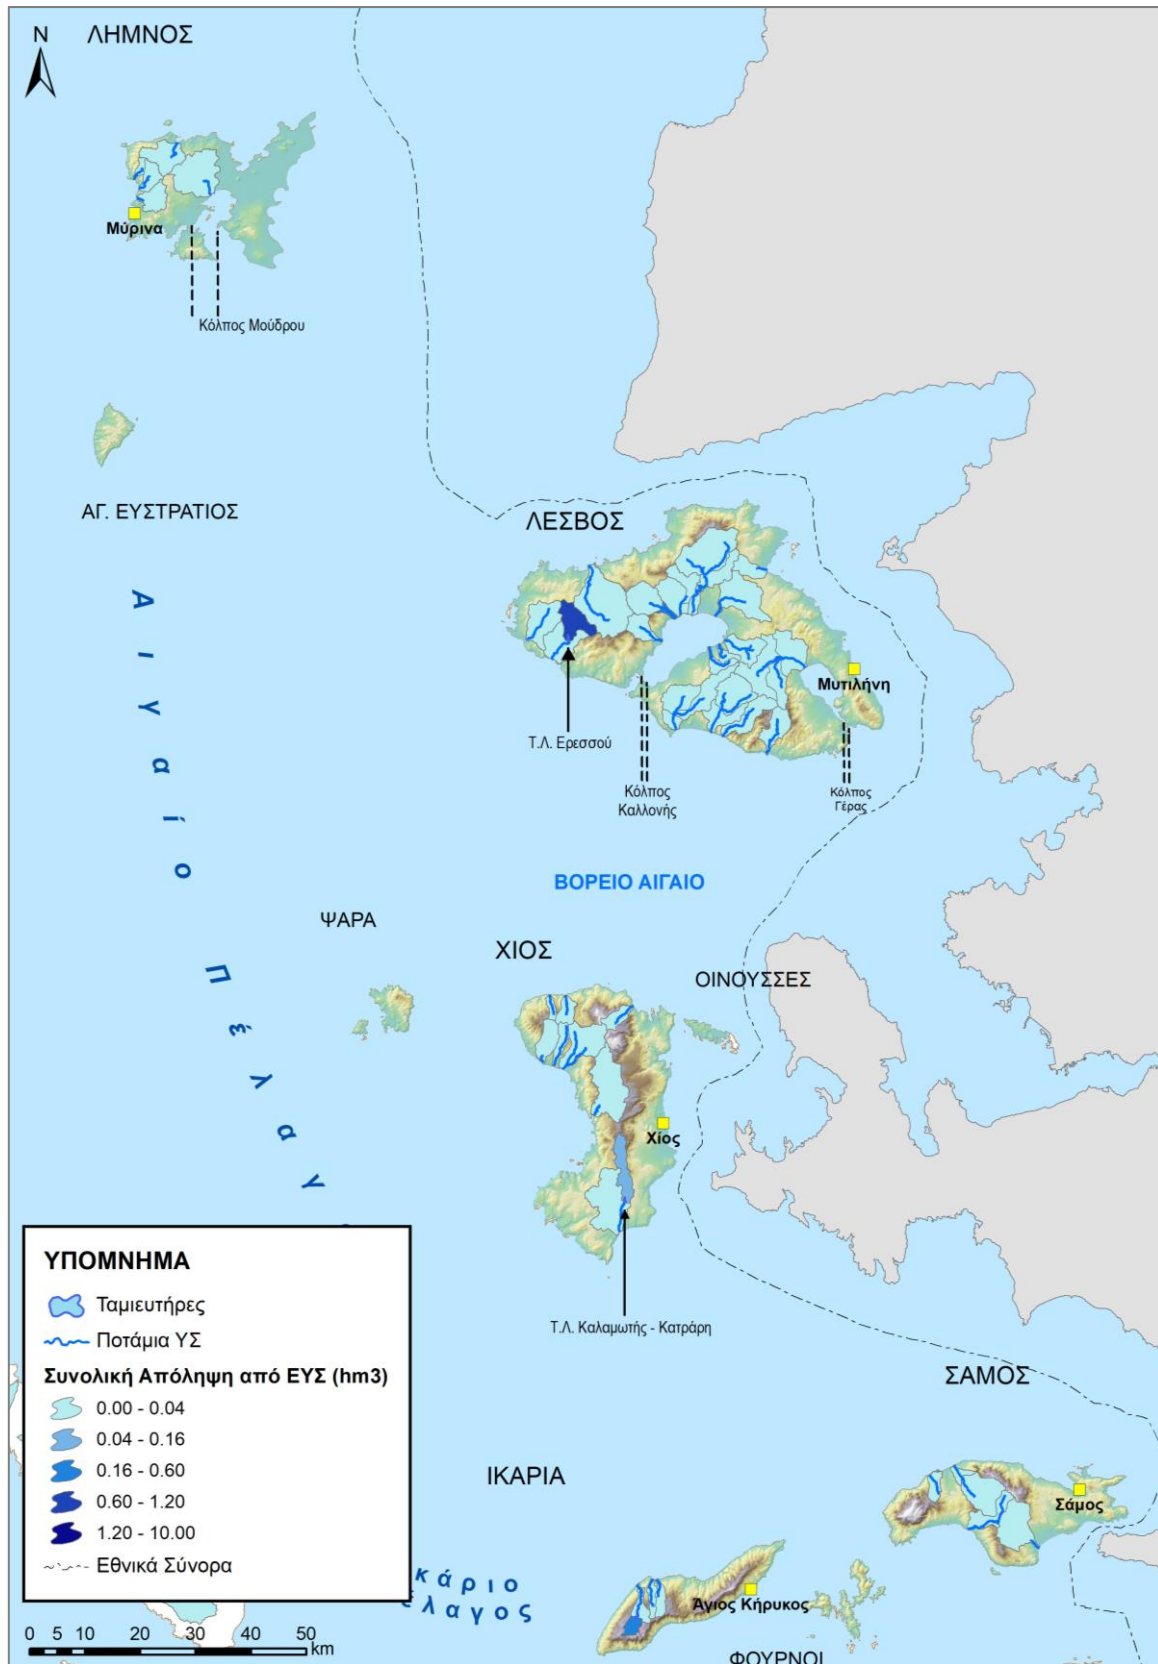 N
ΛΗΜΝΟΣ
Μύρινα
Κόλπος Μούδρου
ΑΓ. ΕΥΣΤΡΑΤΙΟΣ
ΛΕΣΒΟΣ
Μυτιλήνη
Τ.Λ. Ερεσσού
Κόλπος
Καλλονής
Κόλπος
Γέρας
Αιγαίο Πέλαγ
ΒΟΡΕΙΟ ΑΙΓΑΙΟ
ΨΑΡΑ
ΧΙΟΣ
ΟΙΝΟΥΣΣΕΣ
Χίος
Τ.Λ. Καλαμωτής - Κατράρη
ΣΑΜΟΣ
Σάμος
ΙΚΑΡΙΑ
Άγιος Κήρυκος
ΦΟΥΡΝΟΙ
κάριο
έλαγος
ΥΠΟΜΝΗΜΑ
Ταμιευτήρες
Ποτάμια ΥΣ
Συνολική Απόληψη από ΕΥΣ (hm3)
0.00 - 0.04
0.04 - 0.16
0.16 - 0.60
0.60 - 1.20
1.20 - 10.00
Εθνικά Σύνορα
0 5 10 20 30 40 50
km